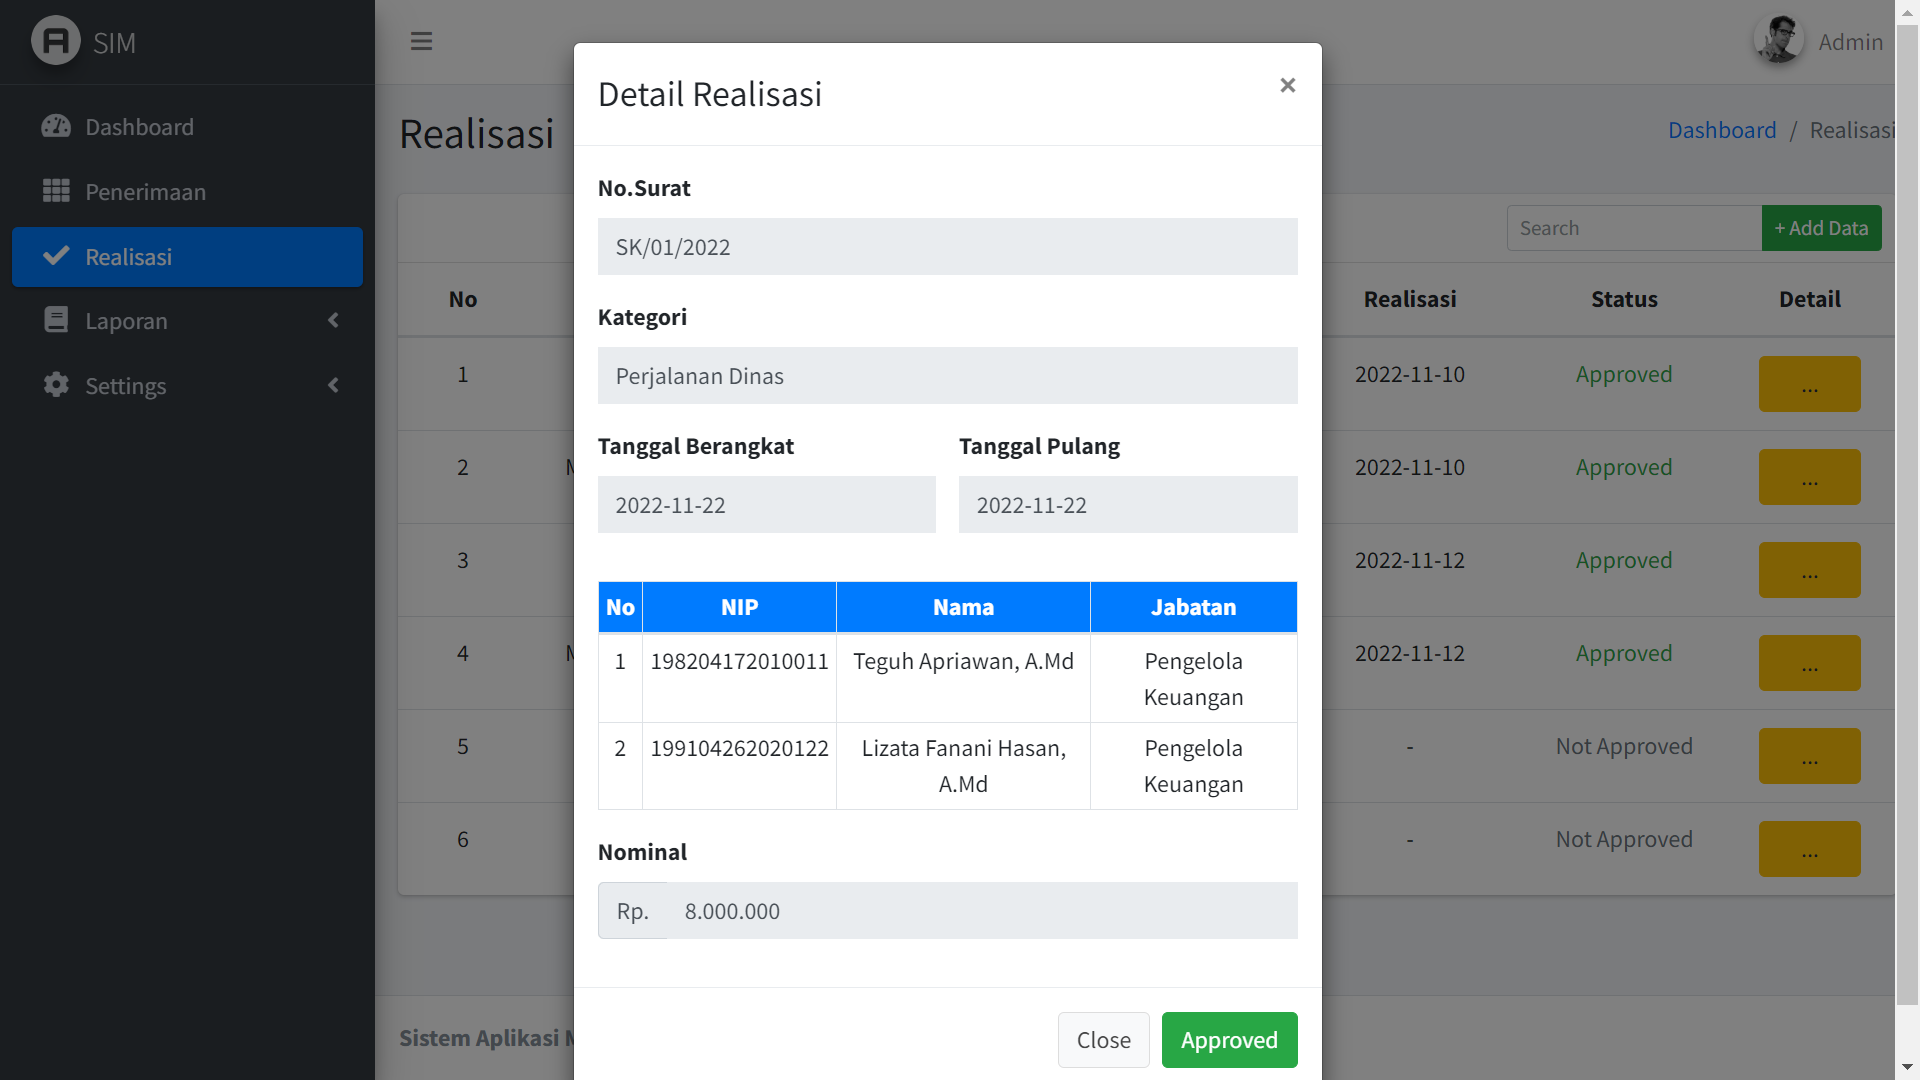 SIM
Dashboard
Penerimaan
Realisasi
Laporan
Settings
Admin
Realisasi
Dashboard / Realisasi
Search
+ Add Data
No
Realisasi
Status
Detail
1
2022-11-10
Approved
...
2
2022-11-10
Approved
...
3
2022-11-12
Approved
...
4
2022-11-12
Approved
...
5
-
Not Approved
...
6
-
Not Approved
...
Sistem Aplikasi
Detail Realisasi
×
No.Surat
SK/01/2022
Kategori
Perjalanan Dinas
Tanggal Berangkat
Tanggal Pulang
2022-11-22
2022-11-22
No NIP Nama Jabatan
1 198204172010011 Teguh Apriawan, A.Md Pengelola
Keuangan
2 199104262020122 Lizata Fanani Hasan, Pengelola
A.Md Keuangan
Nominal
Rp. 8.000.000
Close
Approved